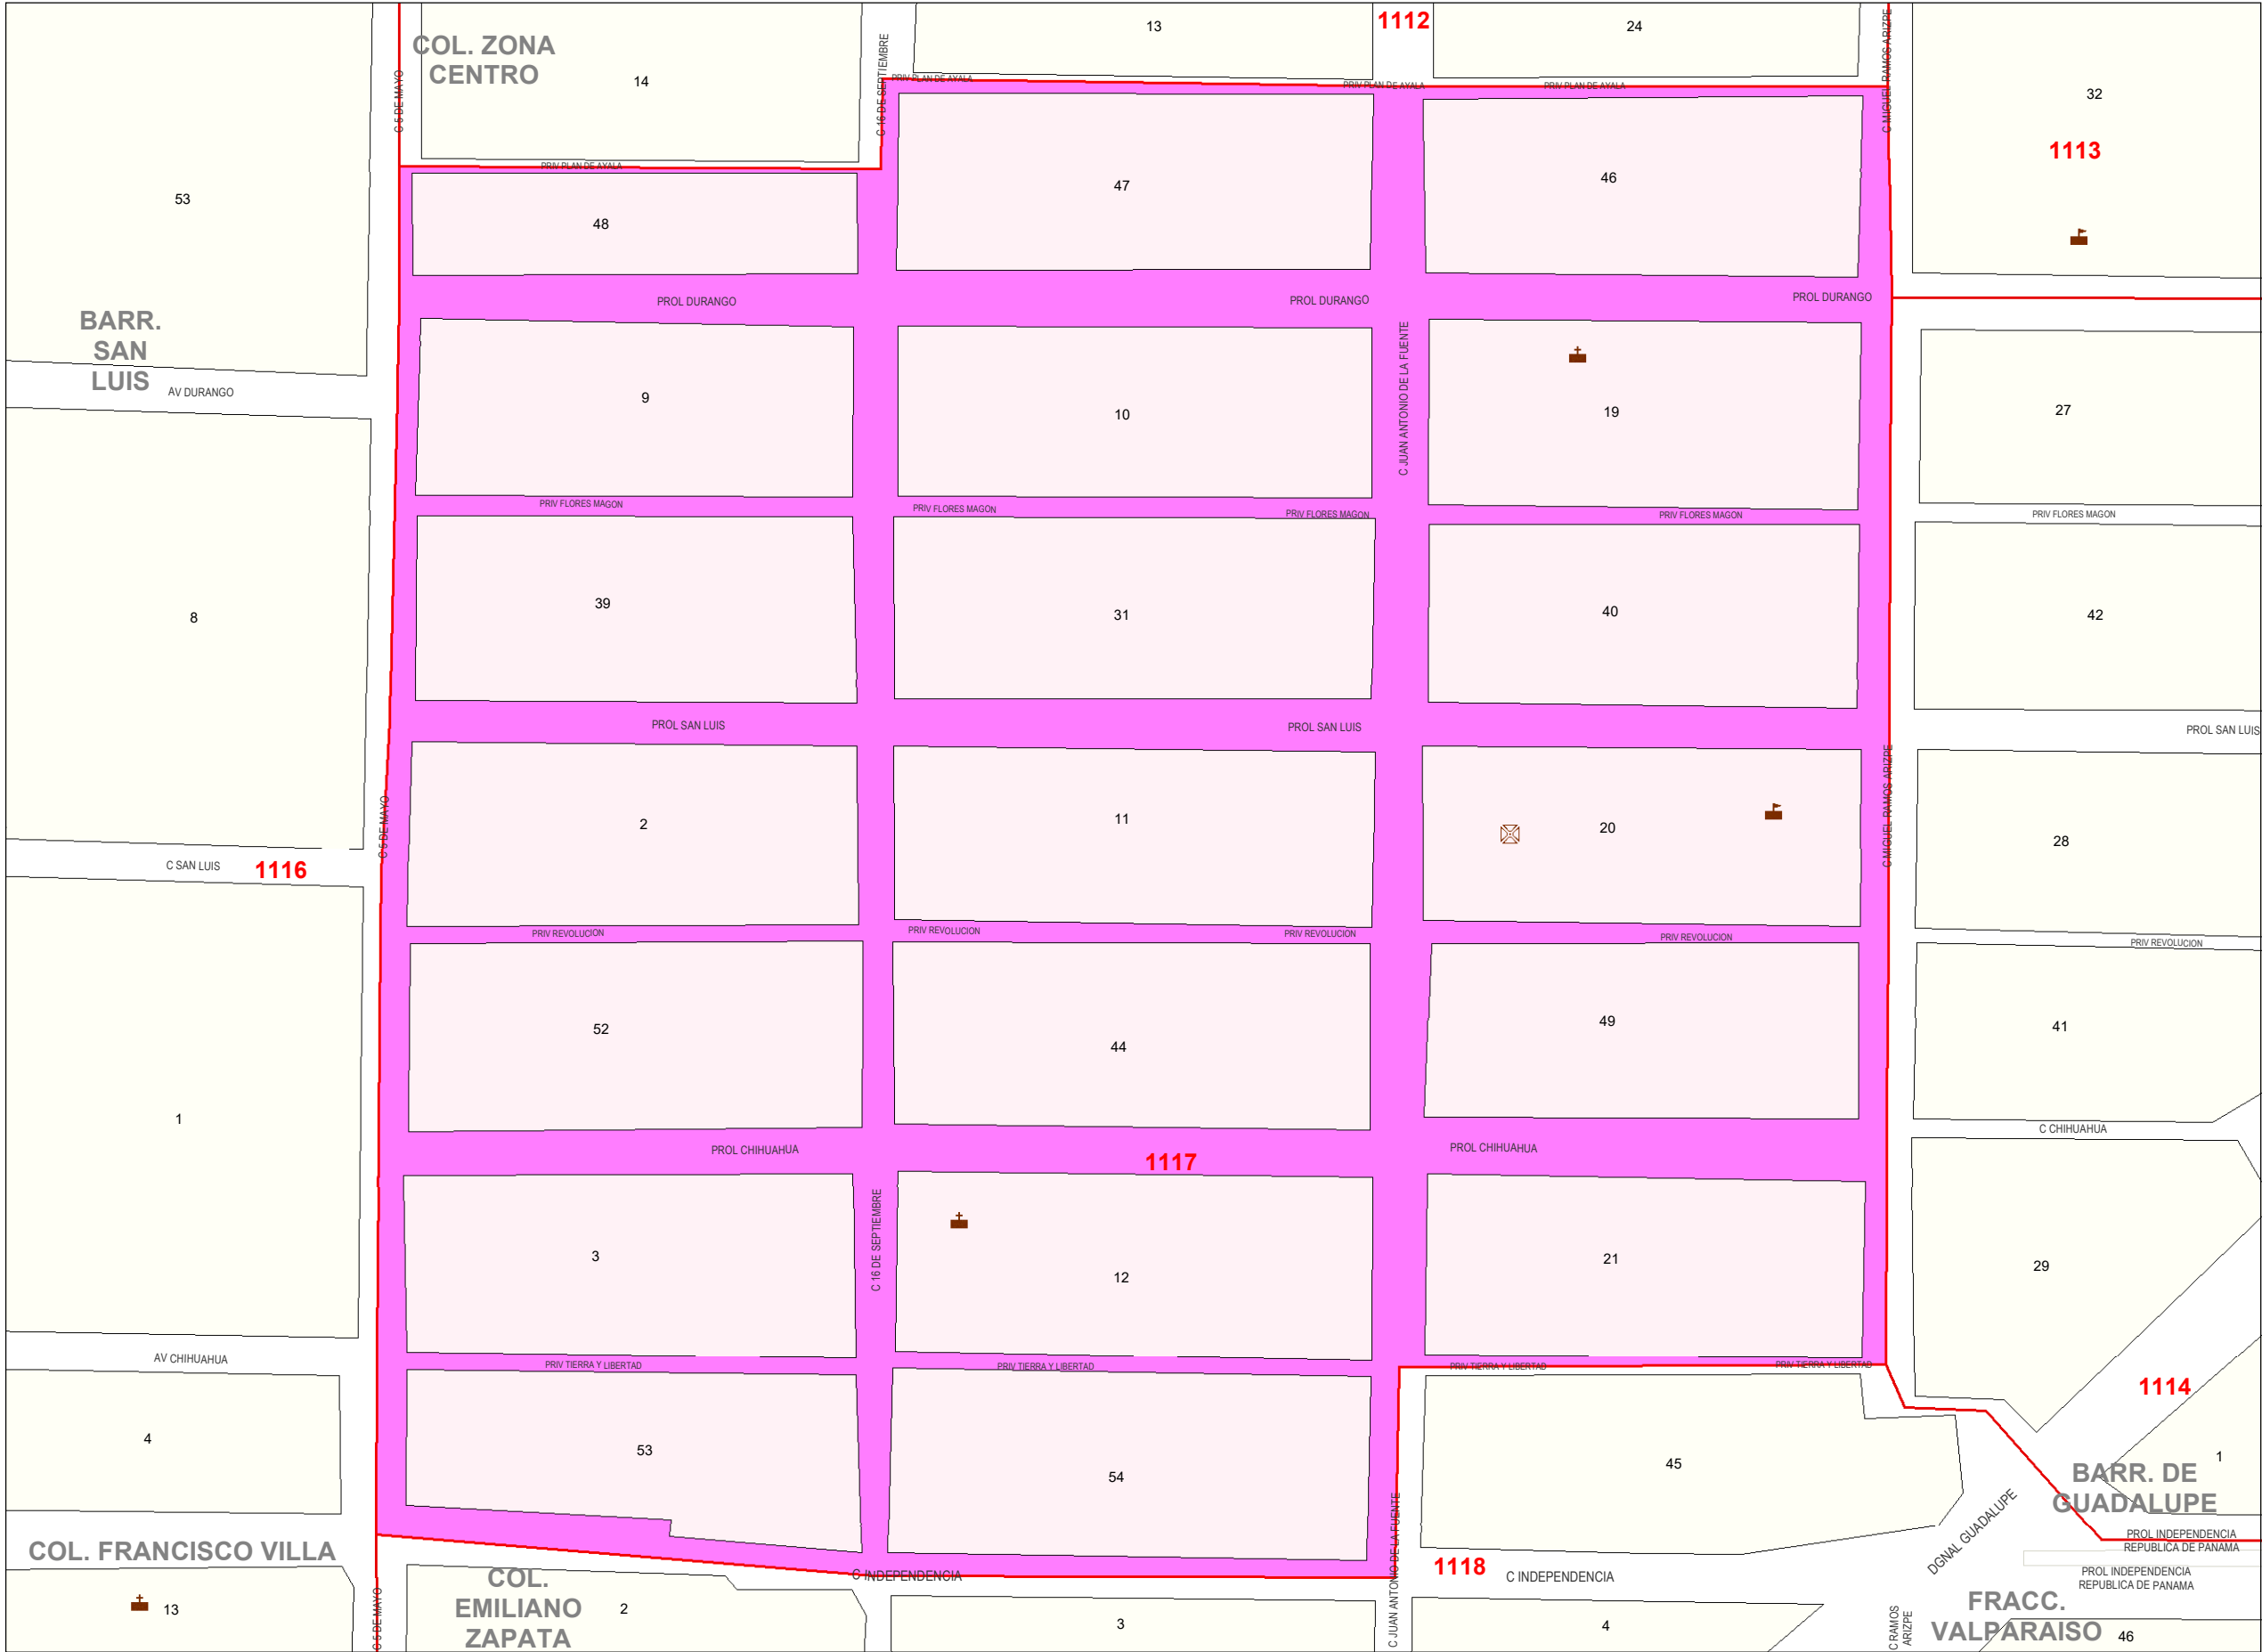 13
1112
24
COL. ZONA
CENTRO
14
C 5 DE MAYO
C 16 DE SEPTIEMBRE
PRIV PLAN DE AYALA
PRIV PLAN DE AYALA
PRIV PLAN DE AYALA
C MIGUEL RAMOS ARIZPE
32
1113
PRIV PLAN DE AYALA
53
48
47
46
PROL DURANGO
PROL DURANGO
PROL DURANGO
BARR.
SAN
LUIS
AV DURANGO
9
10
C JUAN ANTONIO DE LA FUENTE
19
27
PRIV FLORES MAGON
PRIV FLORES MAGON
PRIV FLORES MAGON
PRIV FLORES MAGON
PRIV FLORES MAGON
8
39
31
40
42
PROL SAN LUIS
PROL SAN LUIS
PROL SAN LUIS
C 5 DE MAYO
2
11
20
C MIGUEL RAMOS ARIZPE
28
C SAN LUIS
1116
PRIV REVOLUCION
PRIV REVOLUCION
PRIV REVOLUCION
PRIV REVOLUCION
PRIV REVOLUCION
52
44
49
41
1
PROL CHIHUAHUA
1117
PROL CHIHUAHUA
C CHIHUAHUA
3
C 16 DE SEPTIEMBRE
12
21
29
AV CHIHUAHUA
PRIV TIERRA Y LIBERTAD
PRIV TIERRA Y LIBERTAD
PRIV TIERRA Y LIBERTAD
PRIV TIERRA Y LIBERTAD
1114
4
53
54
45
1
BARR. DE
GUADALUPE
DGNAL GUADALUPE
PROL INDEPENDENCIA
REPUBLICA DE PANAMA
PROL INDEPENDENCIA
REPUBLICA DE PANAMA
COL. FRANCISCO VILLA
13
C 5 DE MAYO
COL.
EMILIANO
ZAPATA
2
C INDEPENDENCIA
3
C JUAN ANTONIO DE LA FUENTE
1118
C INDEPENDENCIA
4
C RAMOS
ARIZPE
FRACC.
VALPARAISO
46